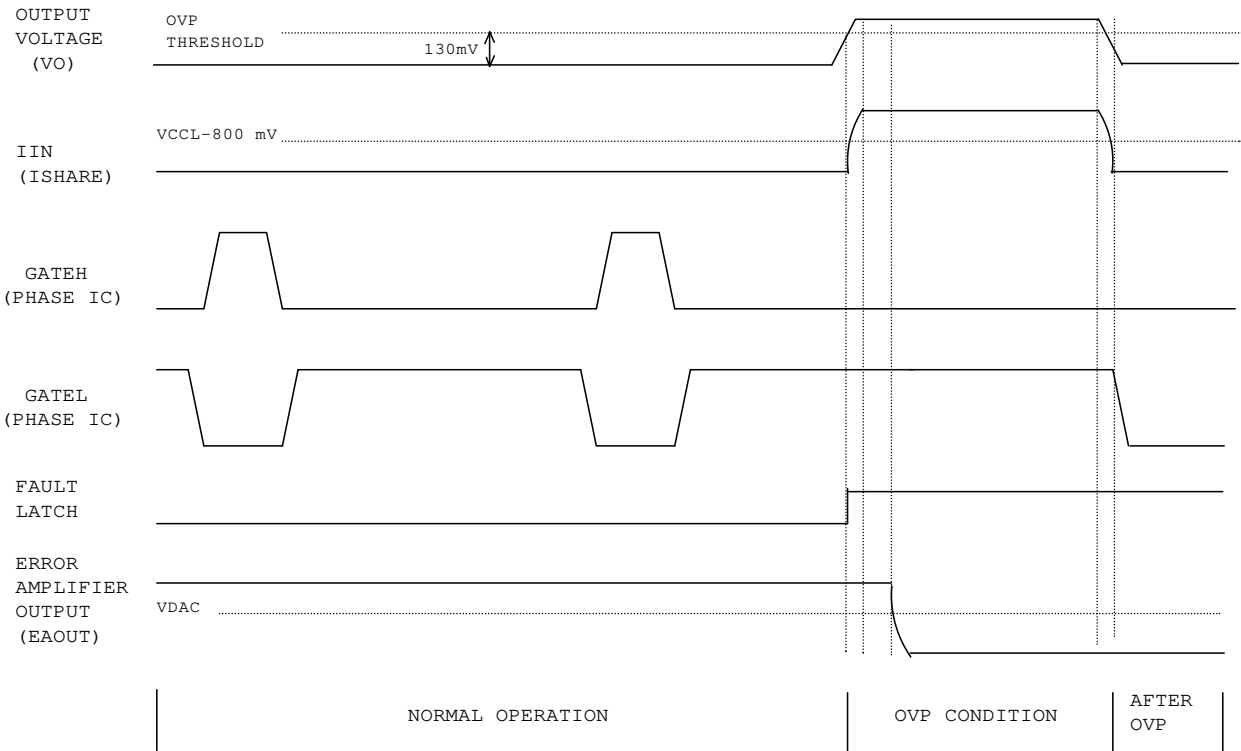 OUTPUT
VOLTAGE
(VO)
OVP
THRESHOLD
130mV
VCCL-800 mV
IIN
(ISHARE)
GATEH
(PHASE IC)
GATEL
(PHASE IC)
FAULT
LATCH
ERROR
AMPLIFIER
OUTPUT
(EAOUT)
VDAC
NORMAL OPERATION
OVP CONDITION
AFTER
OVP